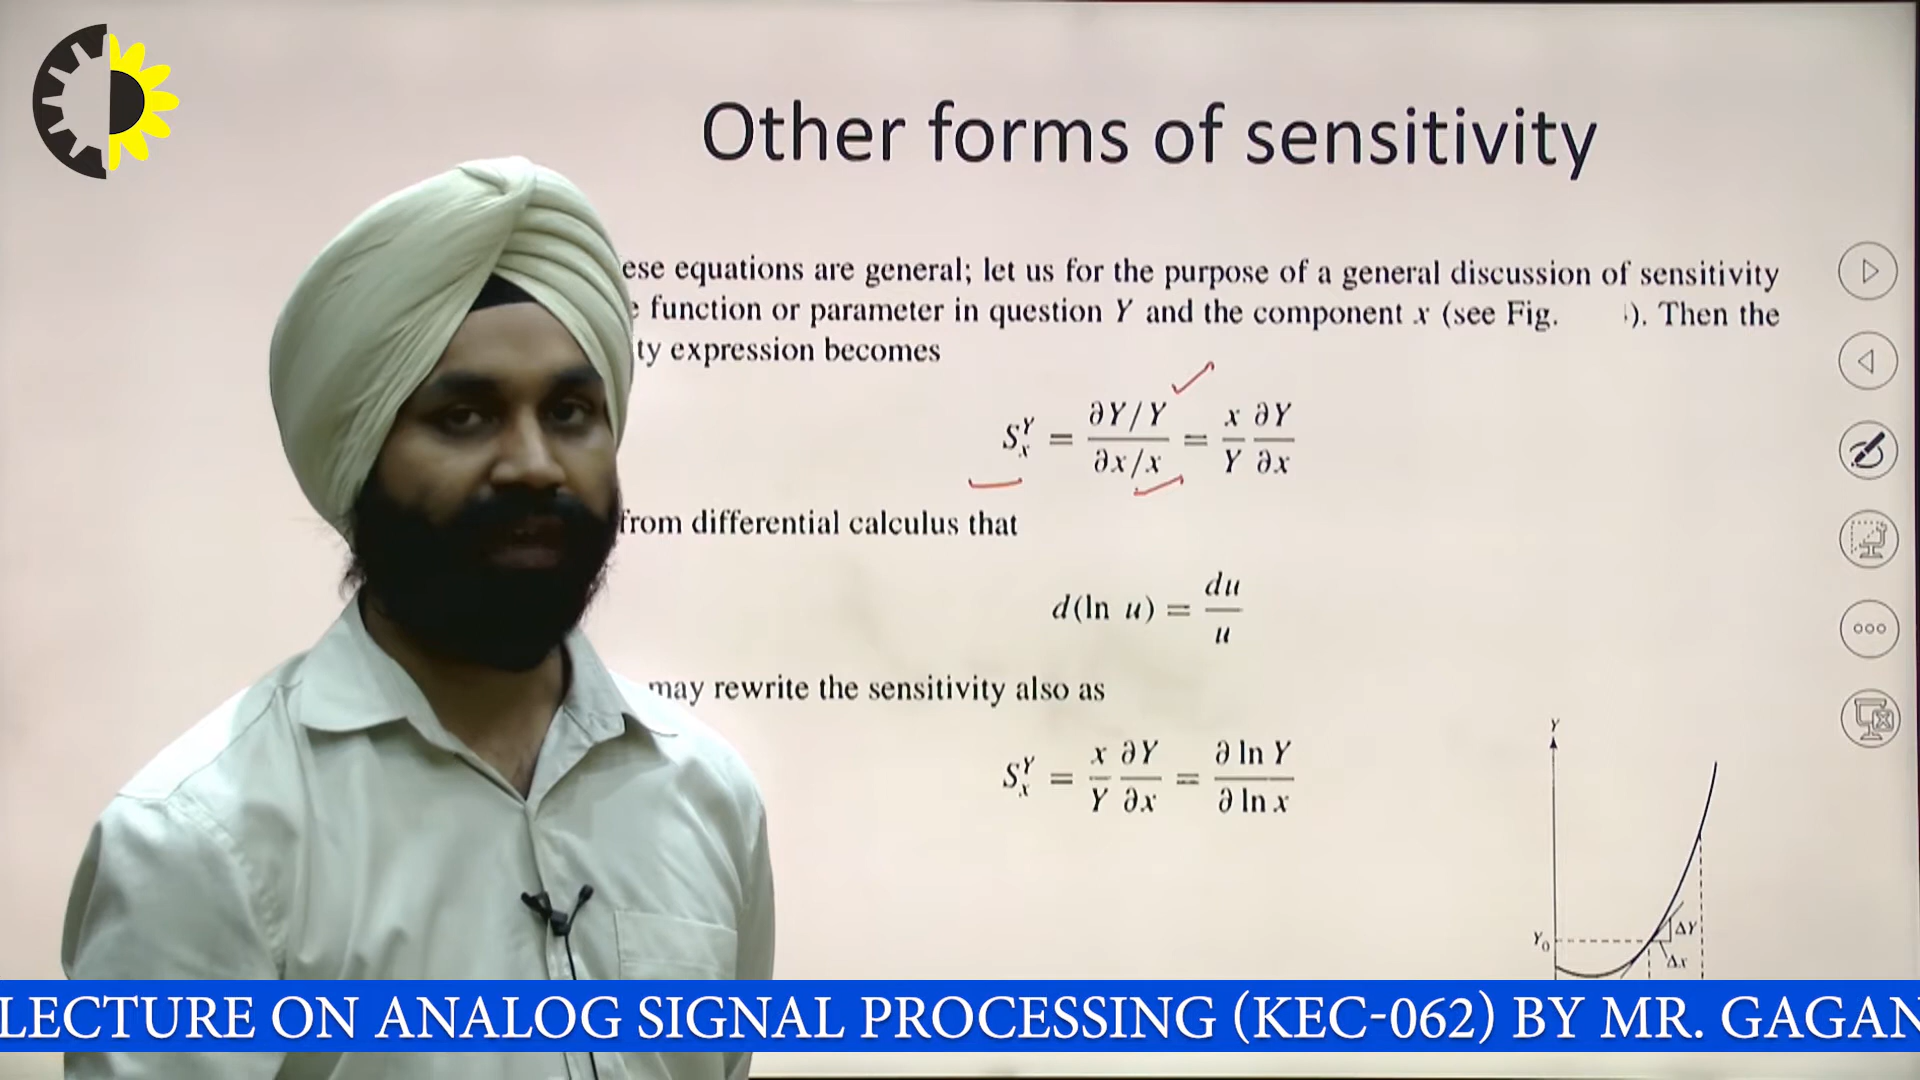 Other forms of sensitivity
ese equations are general; let us for the purpose of a general discussion of sensitivity
function or parameter in question Y and the component x (see Fig. ). Then the
ty expression becomes
S_x^Y = (∂Y/Y)/(∂x/x) = (x/Y)(∂Y/∂x)
from differential calculus that
d(ln u) = du/u
may rewrite the sensitivity also as
S_x^Y = (x/Y)(∂Y/∂x) = (∂ ln Y)/(∂ ln x)
Y
ΔY
Y₀
Δx
LECTURE ON ANALOG SIGNAL PROCESSING (KEC-062) BY MR. GAGAN